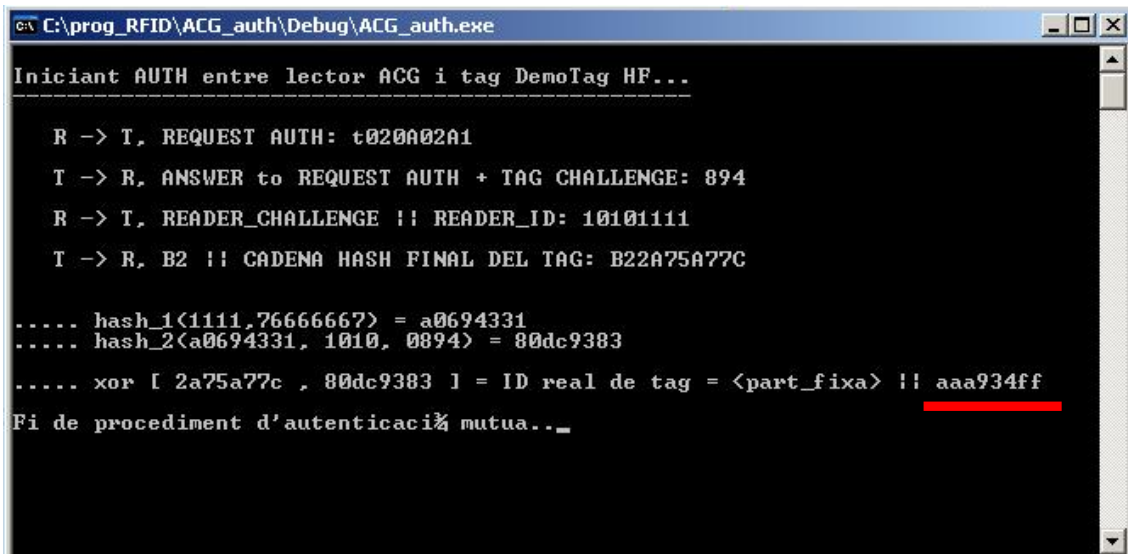 C:\prog_RFID\ACG_auth\Debug\ACG_auth.exe
Iniciant AUTH entre lector ACG i tag DemoTag HF...
---------------------------------------------------
R -> T, REQUEST AUTH: t020A02A1
T -> R, ANSWER to REQUEST AUTH + TAG CHALLENGE: 894
R -> T, READER_CHALLENGE ¦¦ READER_ID: 10101111
T -> R, B2 ¦¦ CADENA HASH FINAL DEL TAG: B22A75A77C
..... hash_1(1111,76666667) = a0694331
..... hash_2(a0694331, 1010, 0894) = 80dc9383
..... xor [ 2a75a77c , 80dc9383 ] = ID real de tag = <part_fixa> ¦¦ aaa934ff
Fi de procediment d'autenticaci¾ mutua.._